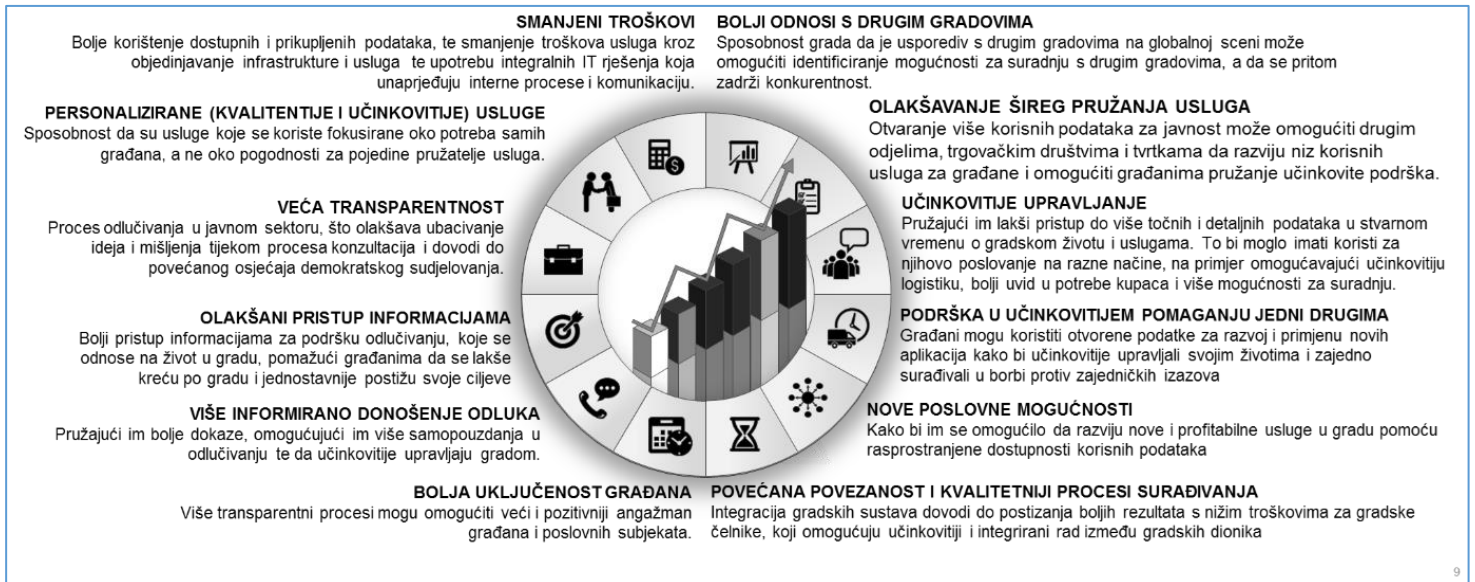 SMANJENI TROŠKOVI
Bolje korištenje dostupnih i prikupljenih podataka, te smanjenje troškova usluga kroz
objedinjavanje infrastrukture i usluga te upotrebu integralnih IT rješenja koja
unaprjeđuju interne procese i komunikaciju.
PERSONALIZIRANE (KVALITENTIJE I UČINKOVITIJE) USLUGE
Sposobnost da su usluge koje se koriste fokusirane oko potreba samih
građana, a ne oko pogodnosti za pojedine pružatelje usluga.
VEĆA TRANSPARENTNOST
Proces odlučivanja u javnom sektoru, što olakšava ubacivanje
ideja i mišljenja tijekom procesa konzultacija i dovodi do
povećanog osjećaja demokratskog sudjelovanja.
OLAKŠANI PRISTUP INFORMACIJAMA
Bolji pristup informacijama za podršku odlučivanju, koje se
odnose na život u gradu, pomažući građanima da se lakše
kreću po gradu i jednostavnije postižu svoje ciljeve
VIŠE INFORMIRANO DONOŠENJE ODLUKA
Pružajući im bolje dokaze, omogućujući im više samopouzdanja u
odlučivanju te da učinkovitije upravljaju gradom.
BOLJA UKLJUČENOST GRAĐANA
Više transparentni procesi mogu omogućiti veći i pozitivniji angažman
građana i poslovnih subjekata.
BOLJI ODNOSI S DRUGIM GRADOVIMA
Sposobnost grada da je usporediv s drugim gradovima na globalnoj sceni može
omogućiti identificiranje mogućnosti za suradnju s drugim gradovima, a da se pritom
zadrži konkurentnost.
OLAKŠAVANJE ŠIREG PRUŽANJA USLUGA
Otvaranje više korisnih podataka za javnost može omogućiti drugim
odjelima, trgovačkim društvima i tvrtkama da razviju niz korisnih
usluga za građane i omogućiti građanima pružanje učinkovite podrška.
UČINKOVITIJE UPRAVLJANJE
Pružajući im lakši pristup do više točnih i detaljnih podataka u stvarnom
vremenu o gradskom životu i uslugama. To bi moglo imati koristi za
njihovo poslovanje na razne načine, na primjer omogućavajući učinkovitiju
logistiku, bolji uvid u potrebe kupaca i više mogućnosti za suradnju.
PODRŠKA U UČINKOVITIJEM POMAGANJU JEDNI DRUGIMA
Građani mogu koristiti otvorene podatke za razvoj i primjenu novih
aplikacija kako bi učinkovitije upravljali svojim životima i zajedno
surađivali u borbi protiv zajedničkih izazova
NOVE POSLOVNE MOGUĆNOSTI
Kako bi im se omogućilo da razviju nove i profitabilne usluge u gradu pomoću
rasprostranjene dostupnosti korisnih podataka
POVEĆANA POVEZANOST I KVALITETNIJI PROCESI SURAĐIVANJA
Integracija gradskih sustava dovodi do postizanja boljih rezultata s nižim troškovima za gradske
čelnike, koji omogućuju učinkovitiji i integrirani rad između gradskih dionika
9